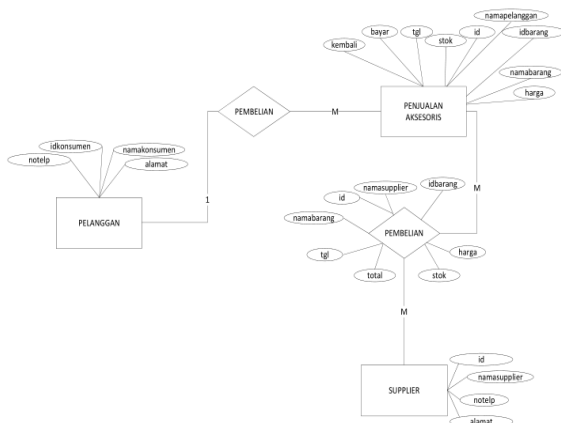 namapelanggan
bayar
tgl
id
idbarang
stok
kembali
namabarang
harga
PENJUALAN
AKSESORIS
PEMBELIAN
M
idkonsumen
namakonsumen
notelp
alamat
PELANGGAN
1
M
namasupplier
idbarang
id
namabarang
PEMBELIAN
tgl
harga
total
stok
M
id
namasupplier
SUPPLIER
notelp
alamat